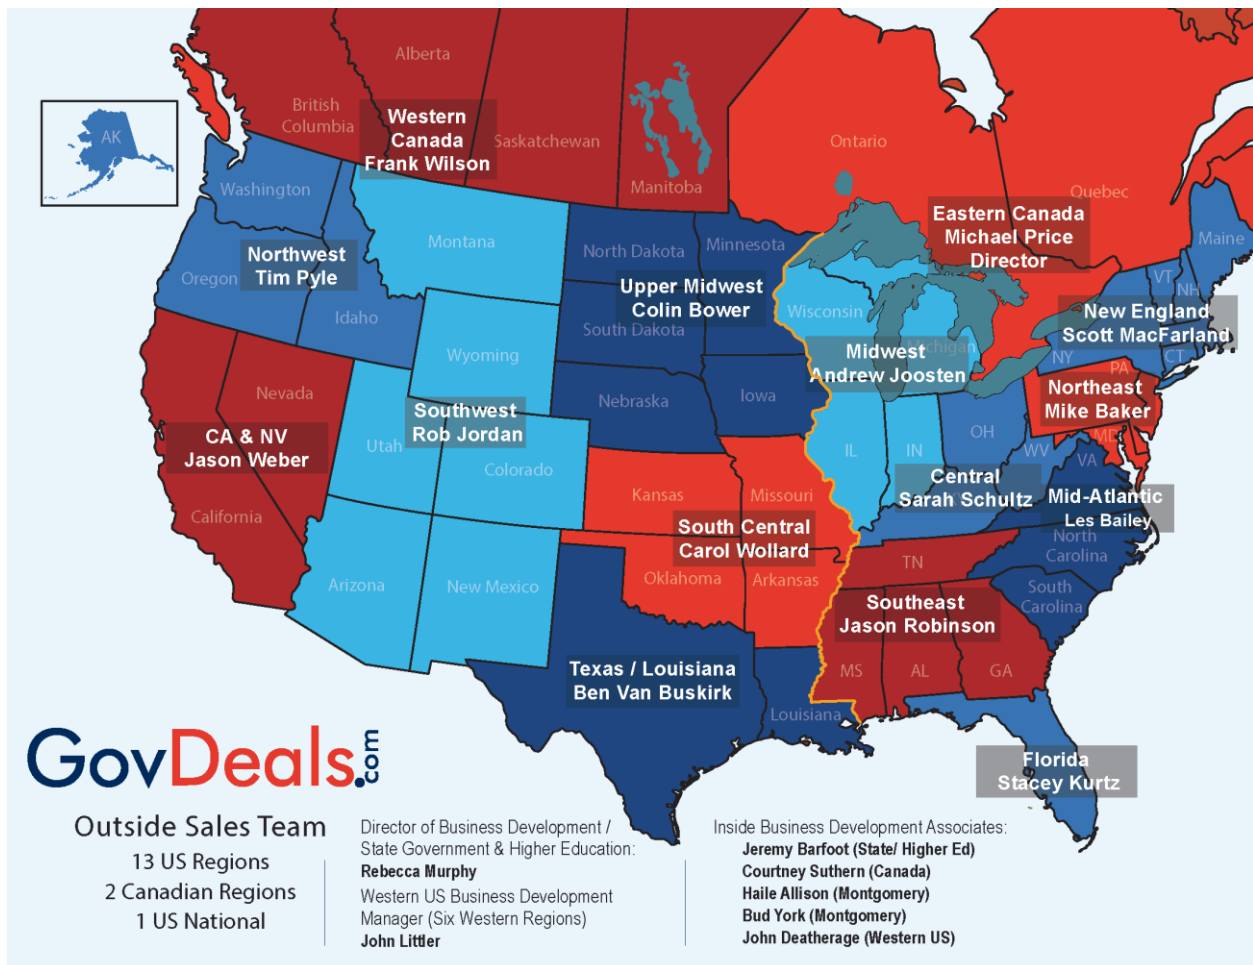 Alberta
British
Columbia
Western
Canada
Frank Wilson
Saskatchewan
Manitoba
Ontario
Quebec
AK
Washington
Montana
North Dakota
Minnesota
Eastern Canada
Michael Price
Director
Maine
Oregon
Northwest
Tim Pyle
Idaho
Upper Midwest
Colin Bower
South Dakota
Wisconsin
VT
NH
New England
Scott MacFarland
NY
CT
Wyoming
Midwest
Andrew Joosten
Michigan
PA
Northeast
Mike Baker
MD
Nevada
Nebraska
Iowa
Southwest
Rob Jordan
CA & NV
Jason Weber
Utah
Colorado
IL
IN
OH
WV
VA
Central
Sarah Schultz
Mid-Atlantic
Les Bailey
California
Kansas
Missouri
South Central
Carol Wollard
North
Carolina
TN
Arizona
New Mexico
Oklahoma
Arkansas
South
Carolina
Southeast
Jason Robinson
Texas / Louisiana
Ben Van Buskirk
MS
AL
GA
Louisiana
Florida
Stacey Kurtz
GovDeals.com
Outside Sales Team
13 US Regions
2 Canadian Regions
1 US National
Director of Business Development /
State Government & Higher Education:
Rebecca Murphy
Western US Business Development
Manager (Six Western Regions)
John Littler
Inside Business Development Associates:
Jeremy Barfoot (State/ Higher Ed)
Courtney Suthern (Canada)
Haile Allison (Montgomery)
Bud York (Montgomery)
John Deatherage (Western US)